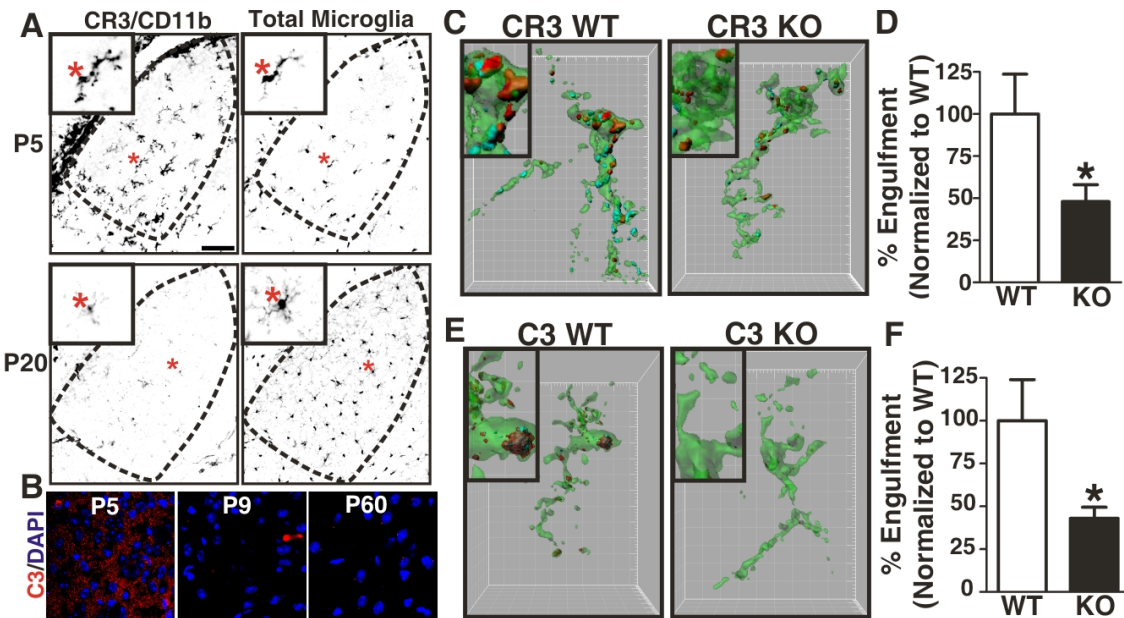 A
CR3/CD11b
Total Microglia
P5
*
*
*
*
P20
*
*
*
*
B
C3/DAPI
P5
P9
P60
C
CR3 WT
CR3 KO
D
% Engulfment
(Normalized to WT)
125
100
75
50
25
0
*
WT
KO
E
C3 WT
C3 KO
F
% Engulfment
(Normalized to WT)
125
100
75
50
25
0
*
WT
KO